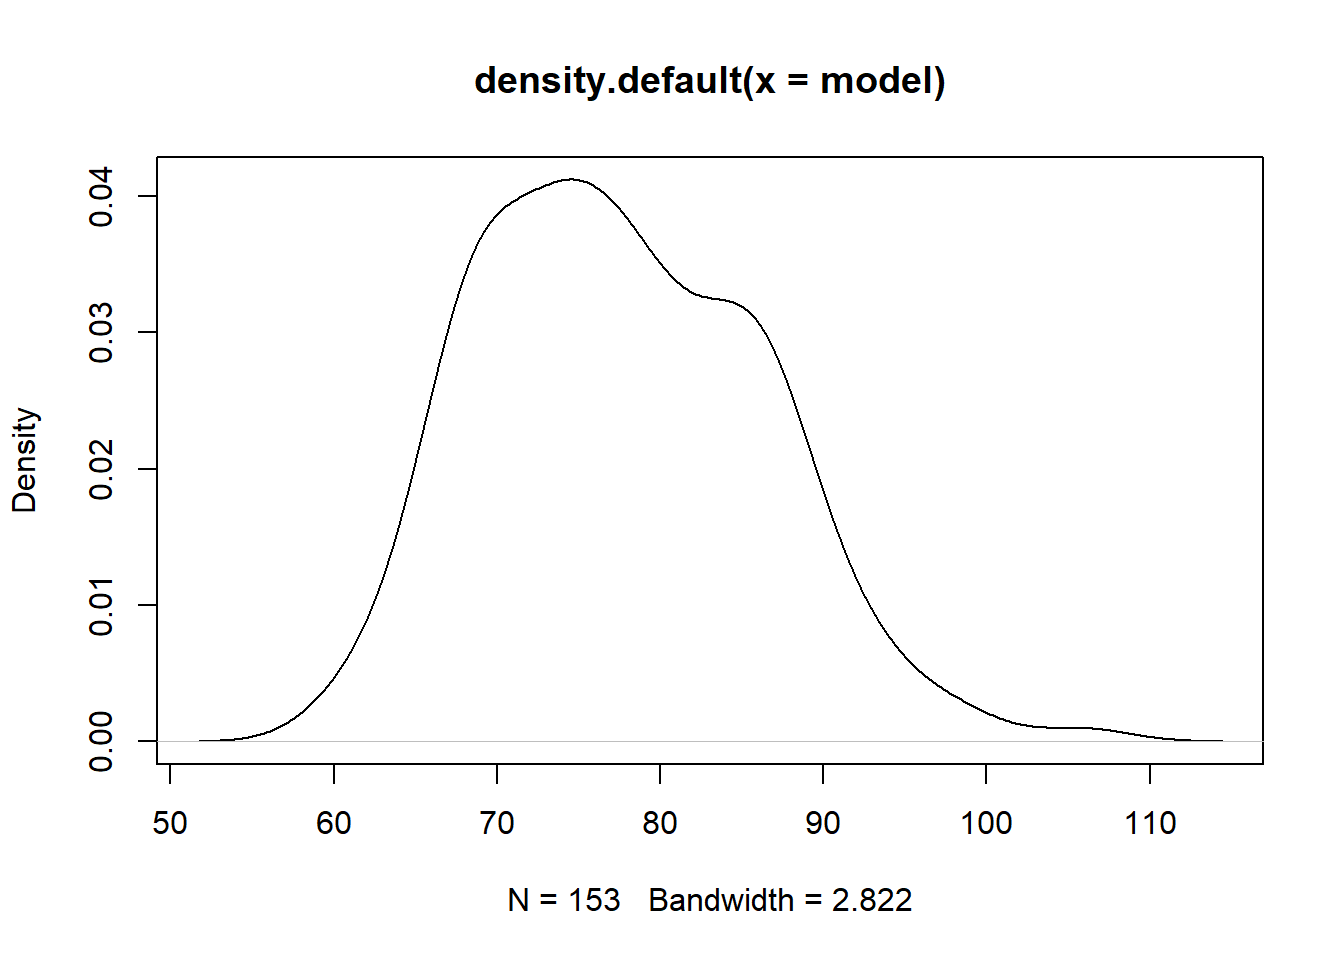 density.default(x = model)
Density
0.04
0.03
0.02
0.01
0.00
50 60 70 80 90 100 110
N = 153 Bandwidth = 2.822